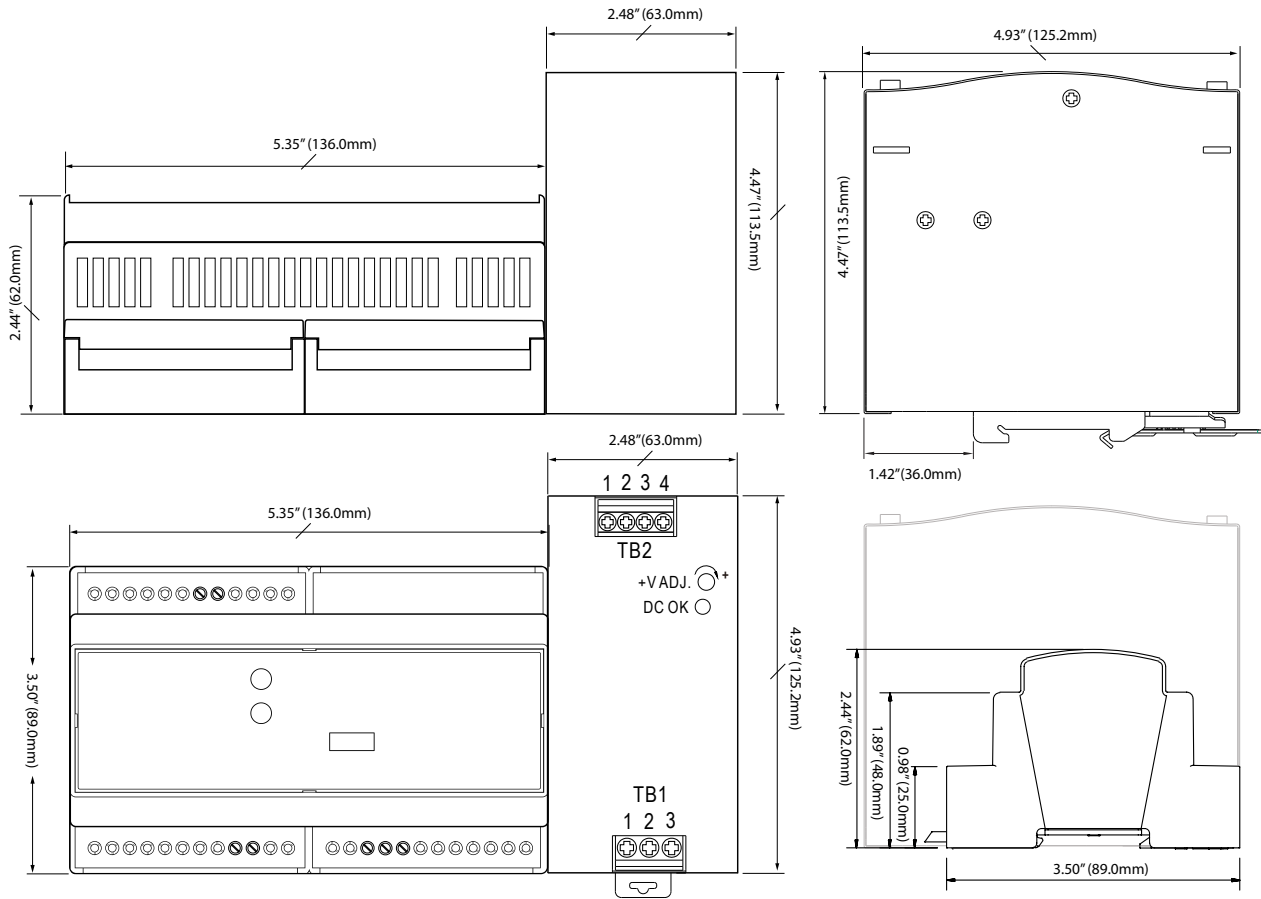 2.48” (63.0mm)
4.93” (125.2mm)
5.35” (136.0mm)
2.44” (62.0mm)
4.47” (113.5mm)
4.47” (113.5mm)
1.42”(36.0mm)
2.48” (63.0mm)
1 2 3 4
TB2
+V ADJ. +
DC OK
5.35” (136.0mm)
3.50” (89.0mm)
4.93” (125.2mm)
TB1
1 2 3
2.44” (62.0mm)
1.89” (48.0mm)
0.98” (25.0mm)
3.50” (89.0mm)